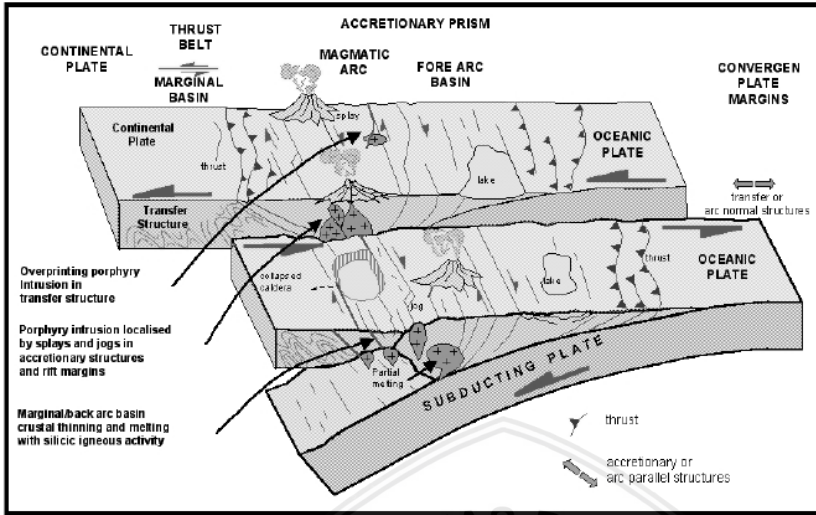 ACCRETIONARY PRISM
CONTINENTAL
PLATE
THRUST
BELT
MARGINAL
BASIN
MAGMATIC
ARC
FORE ARC
BASIN
CONVERGEN
PLATE
MARGINS
Continental
Plate
thrust
splay
lake
OCEANIC
PLATE
Transfer
Structure
transfer or
arc normal structures
Overprinting porphyry
Intrusion in
transfer structure
collapsed
caldera
jog
lake
thrust
OCEANIC
PLATE
Porphyry intrusion localised
by splays and jogs in
accretionary structures
and rift margins
Partial
melting
SUBDUCTING PLATE
Marginal/back arc basin
crustal thinning and melting
with silicic igneous activity
thrust
accretionary or
arc parallel structures